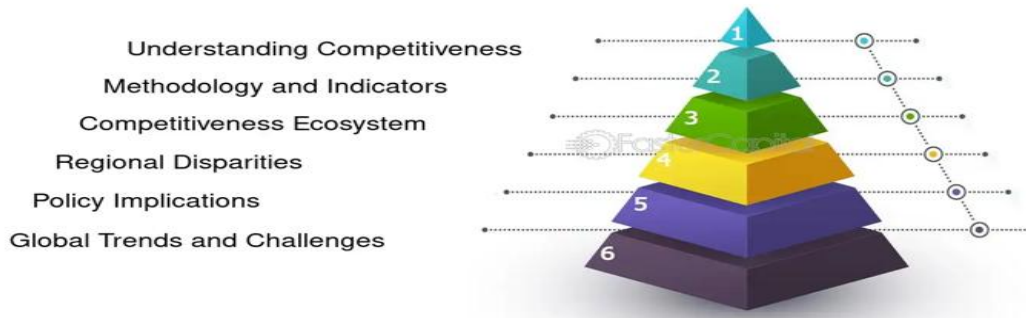 Understanding Competitiveness
Methodology and Indicators
Competitiveness Ecosystem
Regional Disparities
Policy Implications
Global Trends and Challenges
1
2
3
FasterCapital
4
5
6